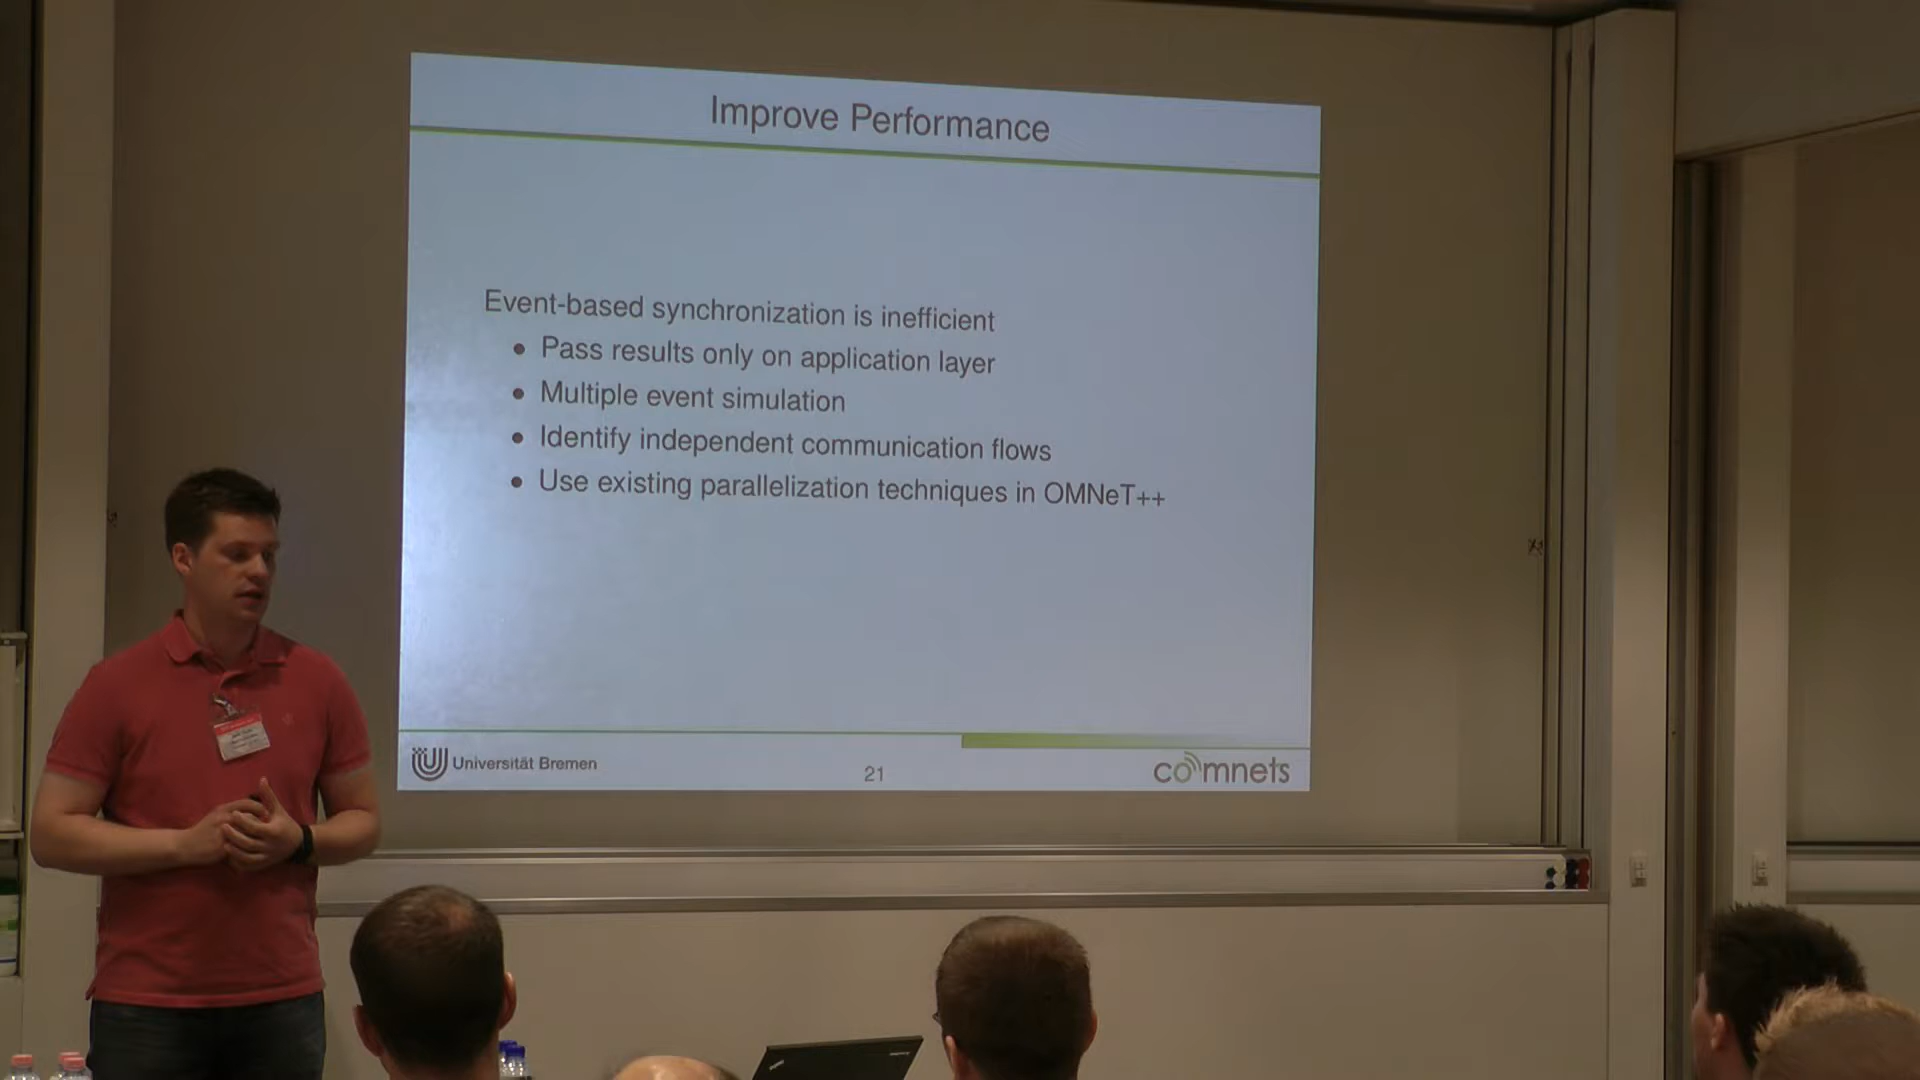 Improve Performance
Event-based synchronization is inefficient
• Pass results only on application layer
• Multiple event simulation
• Identify independent communication flows
• Use existing parallelization techniques in OMNeT++
Universität Bremen
21
comnets